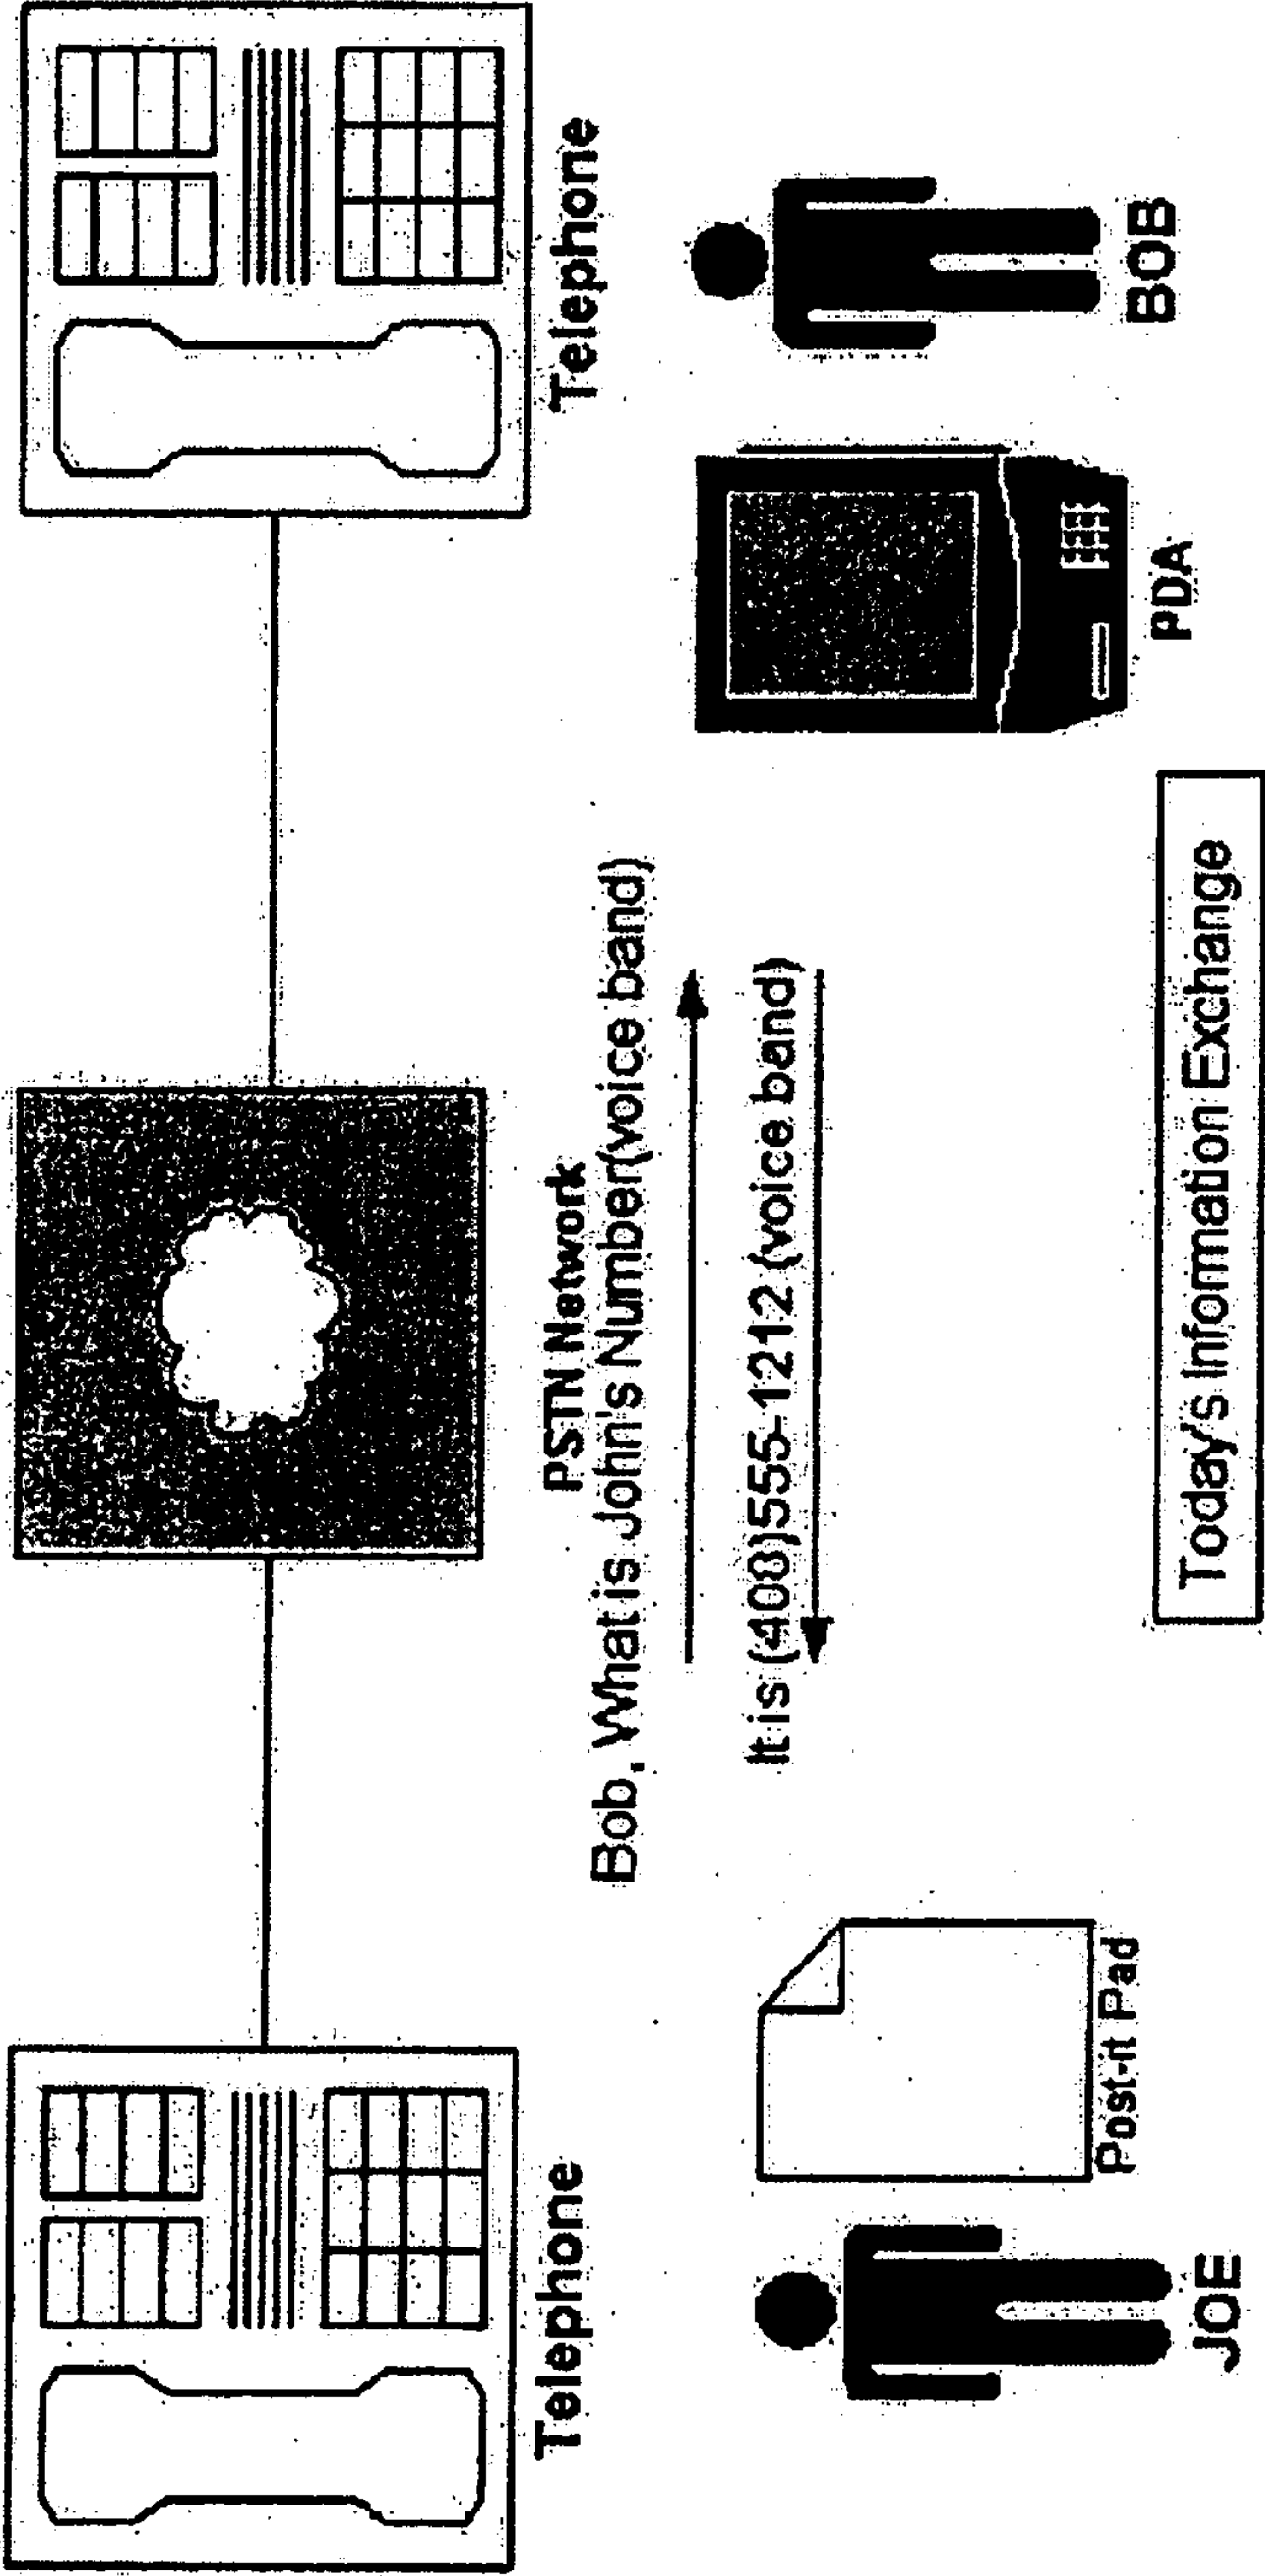 Telephone
PSTN Network
Telephone
Bob, What is John's Number(voice band)
It is (408)555-1212 (voice band)
Post-it Pad
PDA
JOE
BOB
Today's Information Exchange